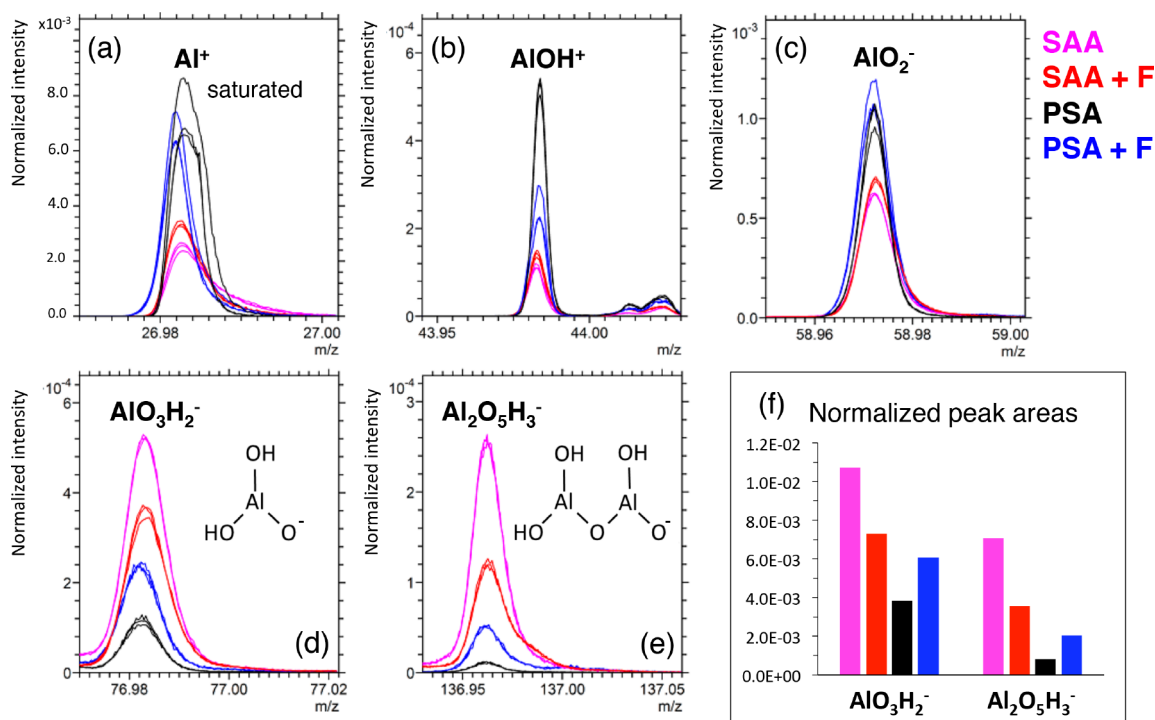 (a)
Al⁺
saturated
Normalized intensity
x10⁻³
8.0
6.0
4.0
2.0
0.0
26.98
27.00
m/z
(b)
AlOH⁺
Normalized intensity
x10⁻⁴
6
4
2
0
43.95
44.00
m/z
(c)
AlO₂⁻
Normalized intensity
x10⁻³
1.0
0.5
0.0
58.96
58.98
59.00
m/z
SAA
SAA + F
PSA
PSA + F
(d)
AlO₃H₂⁻
Normalized intensity
x10⁻⁴
6
4
2
0
76.98
77.00
77.02
m/z
OH
Al
HO
O⁻
(e)
Al₂O₅H₃⁻
Normalized intensity
x10⁻⁴
3
2
1
0
136.95
137.00
137.05
m/z
OH
OH
Al
Al
HO
O
O⁻
(f)
Normalized peak areas
1.2E-02
1.0E-02
8.0E-03
6.0E-03
4.0E-03
2.0E-03
0.0E+00
AlO₃H₂⁻
Al₂O₅H₃⁻